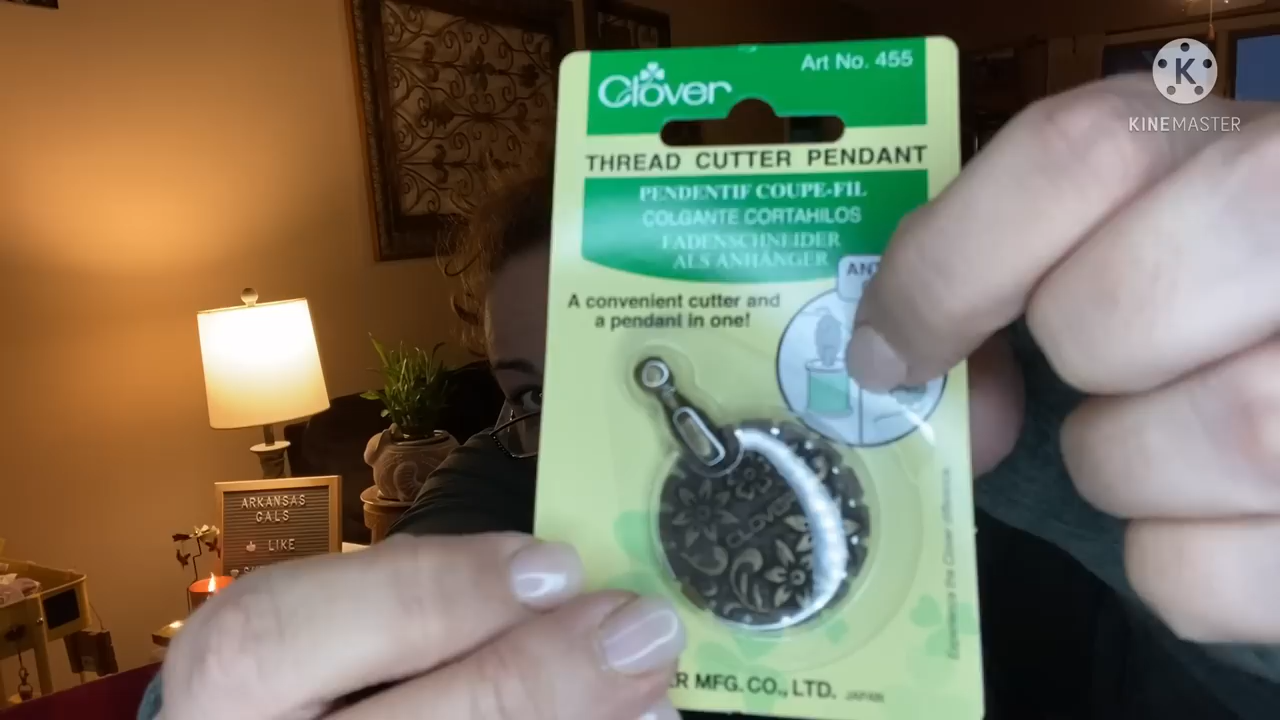 Clover
Art No. 455
THREAD CUTTER PENDANT
PENDENTIF COUPE-FIL
COLGANTE CORTAHILOS
FADENSCHNEIDER
ALS ANHÄNGER
A convenient cutter and
a pendant in one!
CLOVER
MFG. CO., LTD. JAPAN
ARKANSAS
GALS
LIKE
K
KINEMASTER